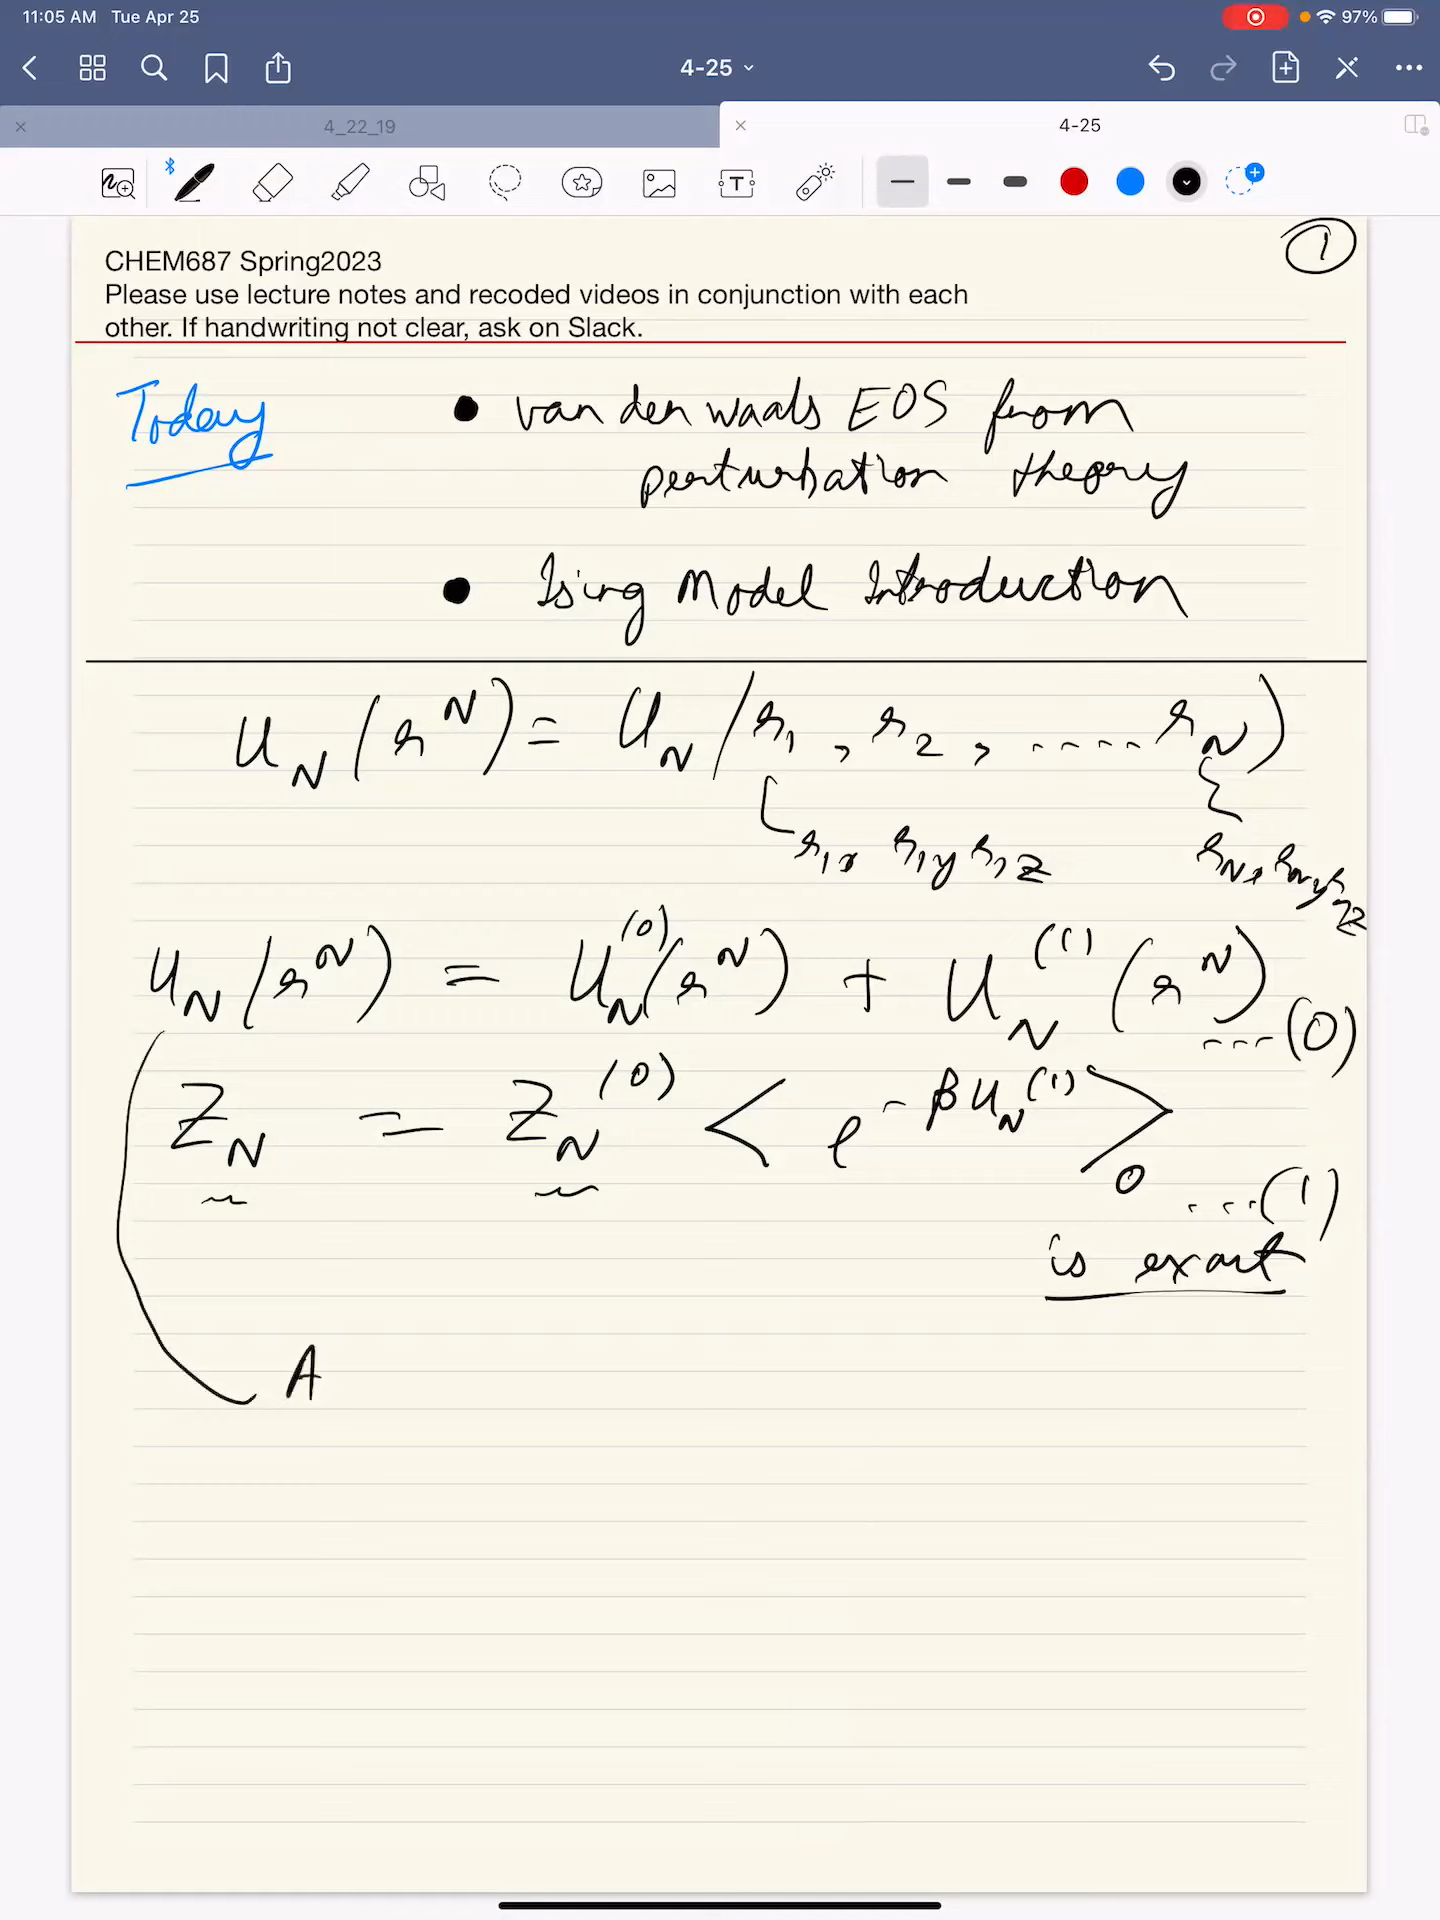 11:05 AM Tue Apr 25
97%
4-25
4_22_19
4-25
T
①
CHEM687 Spring2023
Please use lecture notes and recoded videos in conjunction with each
other. If handwriting not clear, ask on Slack.
Today
• van den waals EOS from
perturbation theory
• Ising Model Introduction
U_N(r^N) = U_N(r_1, r_2, ..... r_N)
r_1x r_1y r_1z r_Nx r_Ny r_Nz
U_N(r^N) = U_N^(0)(r^N) + U_N^(1)(r^N)
---(0)
Z_N = Z_N^(0) < e^-βU_N^(1) >_0
....(1)
is exact
A